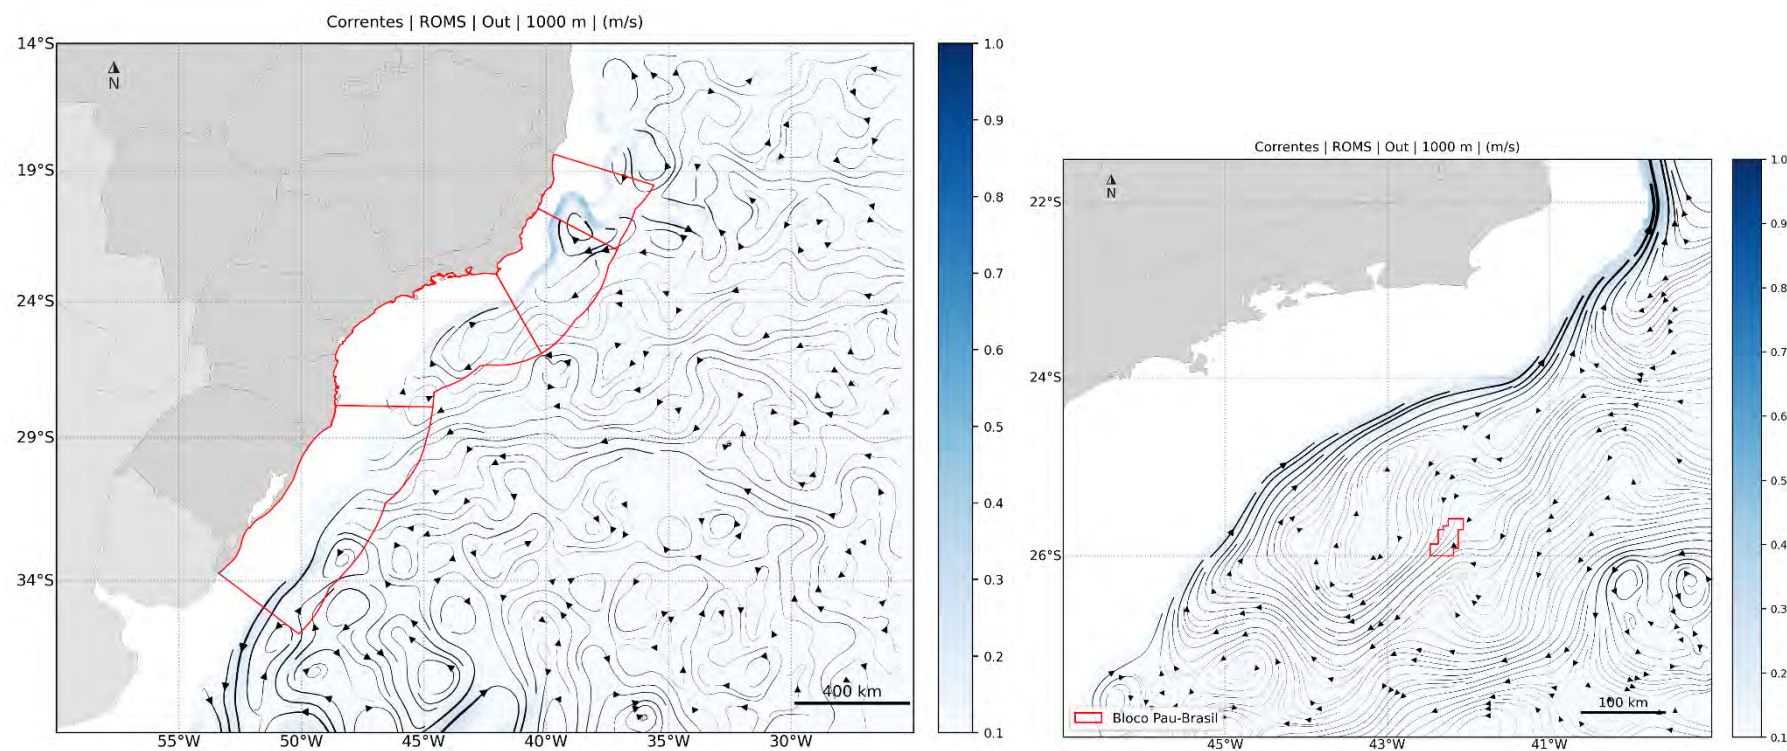 Correntes | ROMS | Out | 1000 m | (m/s)
14°S
19°S
24°S
29°S
34°S
N
400 km
55°W
50°W
45°W
40°W
35°W
30°W
1.0
0.9
0.8
0.7
0.6
0.5
0.4
0.3
0.2
0.1
Correntes | ROMS | Out | 1000 m | (m/s)
22°S
24°S
26°S
N
Bloco Pau-Brasil
100 km
45°W
43°W
41°W
1.0
0.9
0.8
0.7
0.6
0.5
0.4
0.3
0.2
0.1